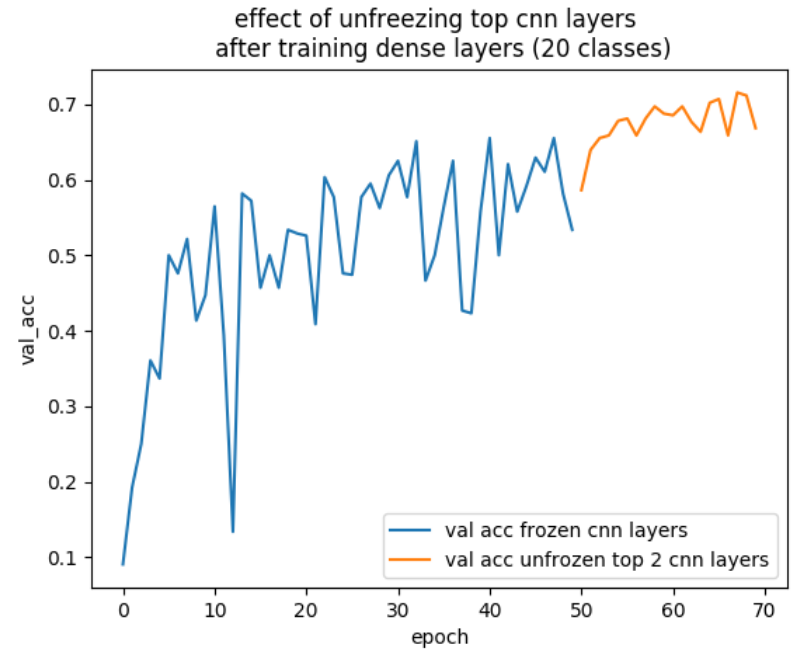 effect of unfreezing top cnn layers
after training dense layers (20 classes)
0.7
0.6
0.5
0.4
0.3
0.2
0.1
val_acc
val acc frozen cnn layers
val acc unfrozen top 2 cnn layers
0 10 20 30 40 50 60 70
epoch